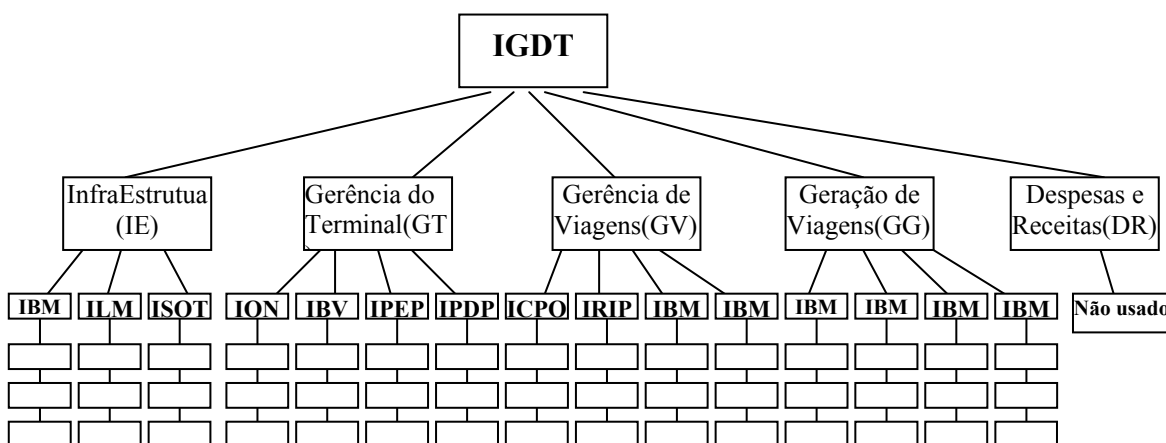 IGDT
InfraEstrutua
(IE)
Gerência do
Terminal(GT
Gerência de
Viagens(GV)
Geração de
Viagens(GG)
Despesas e
Receitas(DR)
IBM
ILM
ISOT
ION
IBV
IPEP
IPDP
ICPO
IRIP
IBM
IBM
IBM
IBM
IBM
IBM
Não usado